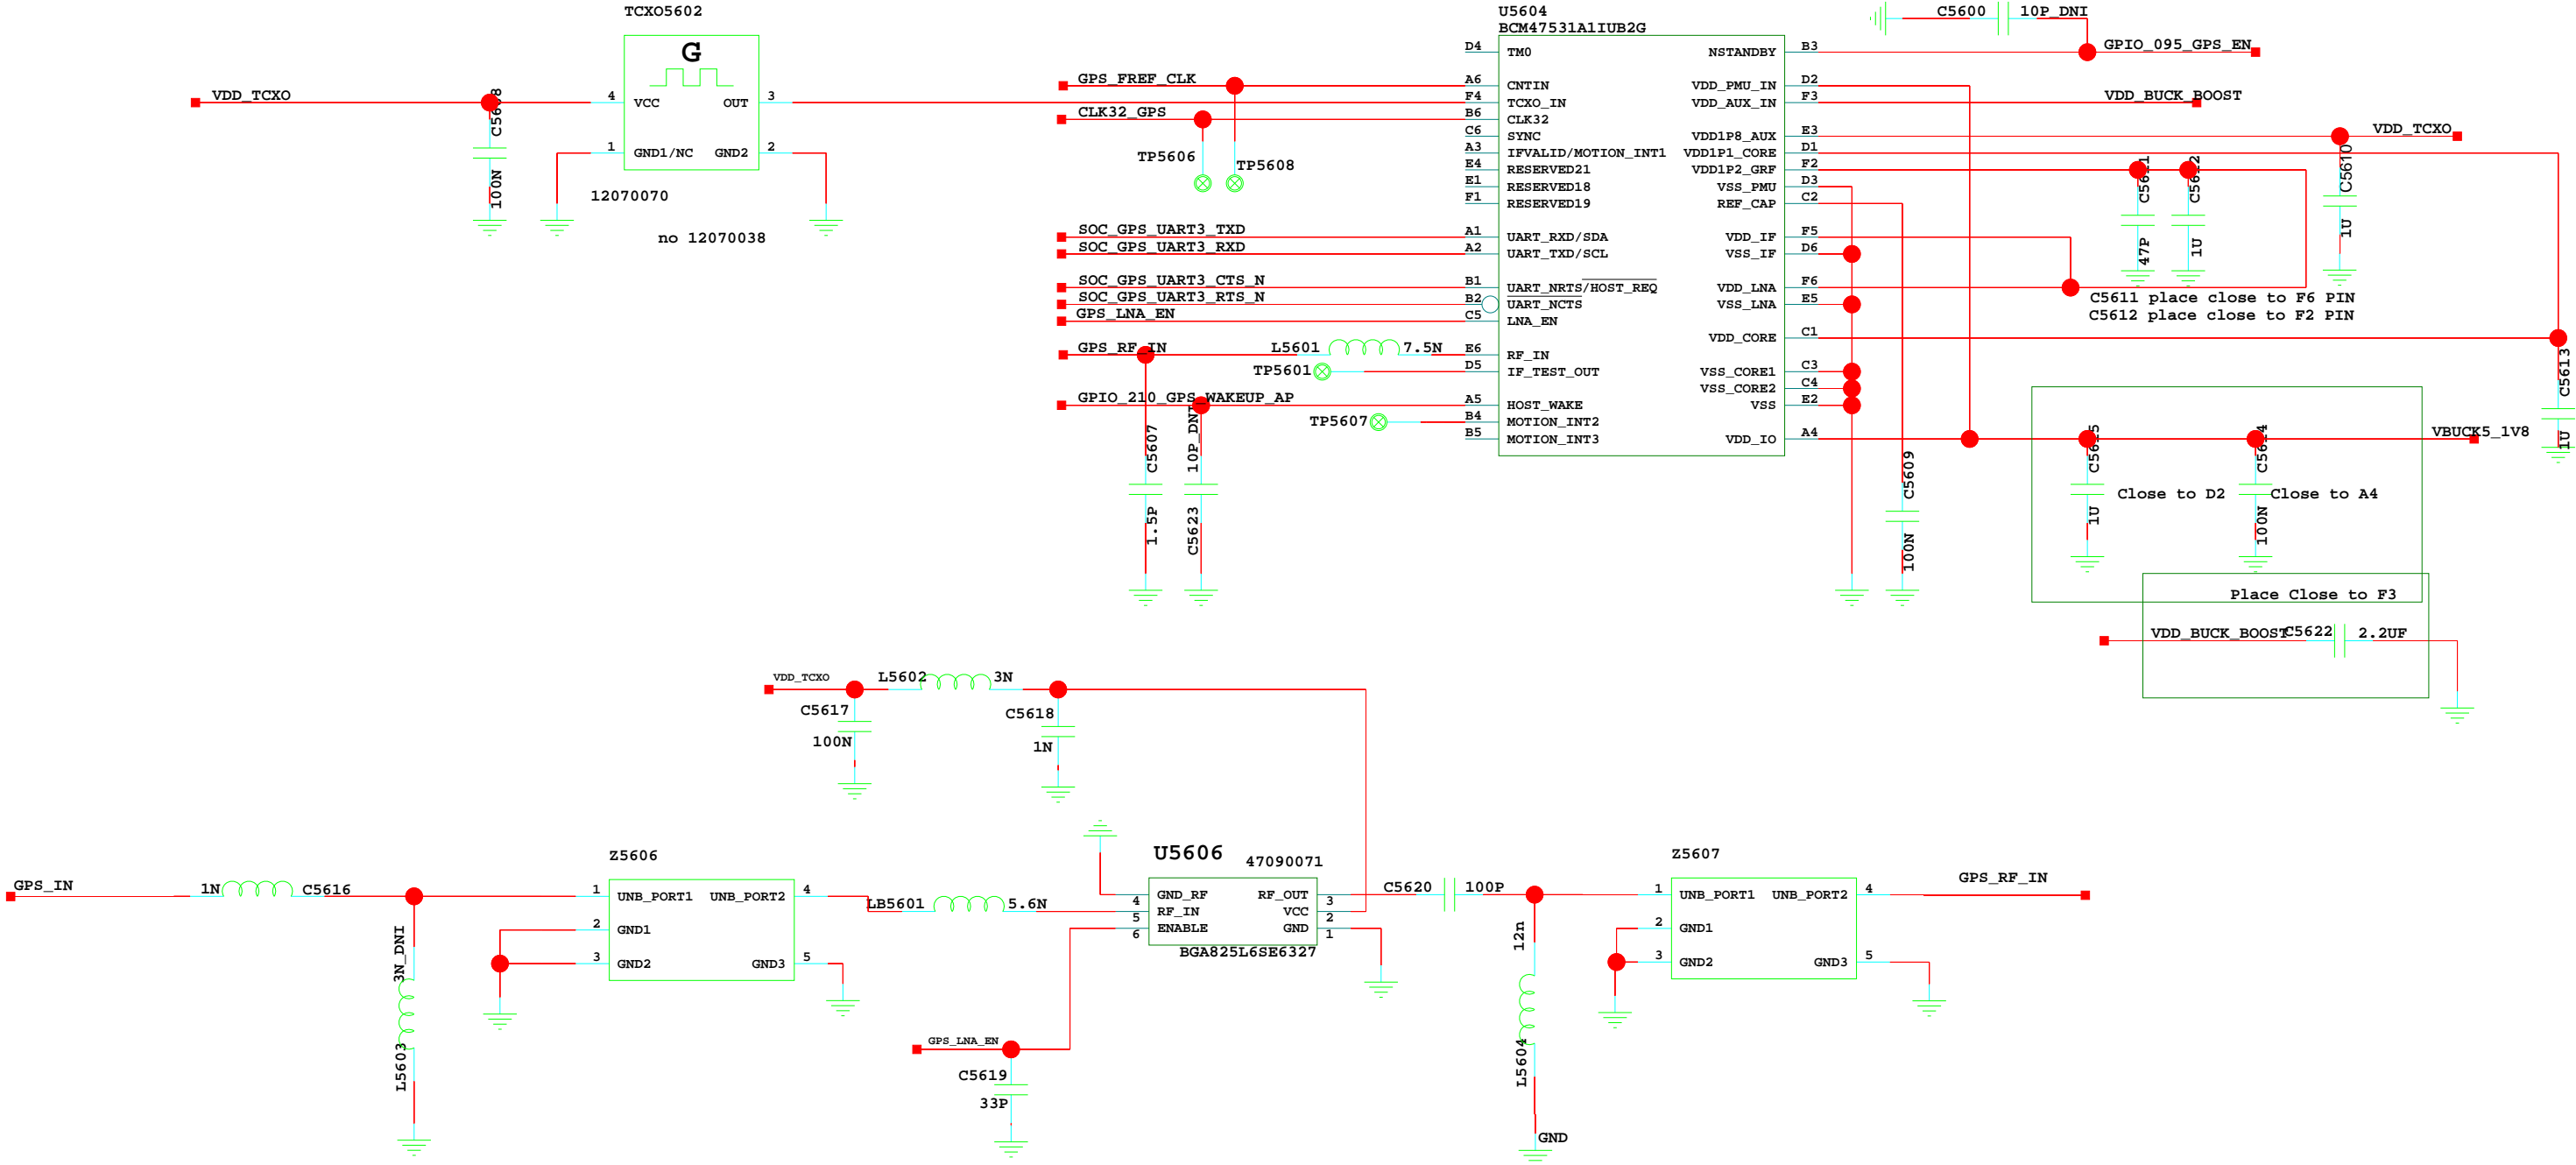 TCXO5602
G
VDD_TCXO
4 VCC OUT 3
1 GND1/NC GND2 2
100N
12070070
no 12070038
U5604
BCM47531A1IUB2G
D4 TM0
A6 CNTIN
F4 TCXO_IN
B6 CLK32
C6 SYNC
A3 IFVALID/MOTION_INT1
E4 RESERVED21
E1 RESERVED18
F1 RESERVED19
A1 UART_RXD/SDA
A2 UART_TXD/SCL
B1 UART_NRTS/HOST_REQ
B2 UART_NCTS
C5 LNA_EN
E6 RF_IN
D5 IF_TEST_OUT
A5 HOST_WAKE
B4 MOTION_INT2
B5 MOTION_INT3
NSTANDBY B3
VDD_PMU_IN D2
VDD_AUX_IN F3
VDD1P8_AUX E3
VDD1P1_CORE D1
VDD1P2_GRF F2
VSS_PMU D3
REF_CAP C2
VDD_IF F5
VSS_IF D6
VDD_LNA F6
VSS_LNA E5
VDD_CORE C1
VSS_CORE1 C3
VSS_CORE2 C4
VSS E2
VDD_IO A4
GPS_FREF_CLK
CLK32_GPS
TP5606
TP5608
SOC_GPS_UART3_TXD
SOC_GPS_UART3_RXD
SOC_GPS_UART3_CTS_N
SOC_GPS_UART3_RTS_N
GPS_LNA_EN
GPS_RF_IN
L5601 7.5N
TP5601
GPIO_210_GPS_WAKEUP_AP
TP5607
C5607
1.5P
10P_DNI
C5623
C5600 10P_DNI
GPIO_095_GPS_EN
VDD_BUCK_BOOST
VDD_TCXO
C5611
47P
C5612
1U
C5610
1U
C5611 place close to F6 PIN
C5612 place close to F2 PIN
C5613
1U
VBUCK5_1V8
1U
Close to D2
100N
Close to A4
C5609
100N
Place Close to F3
VDD_BUCK_BOOST C5622 2.2UF
VDD_TCXO
L5602 3N
C5617
100N
C5618
1N
GPS_IN
1N C5616
3N_DNI
L5603
Z5606
1 UNB_PORT1 UNB_PORT2 4
2 GND1
3 GND2 GND3 5
LB5601 5.6N
U5606 47090071
4 GND_RF RF_OUT 3
5 RF_IN VCC 2
6 ENABLE GND 1
BGA825L6SE6327
GPS_LNA_EN
C5619
33P
C5620 100P
12n
L5604
GND
Z5607
1 UNB_PORT1 UNB_PORT2 4
2 GND1
3 GND2 GND3 5
GPS_RF_IN